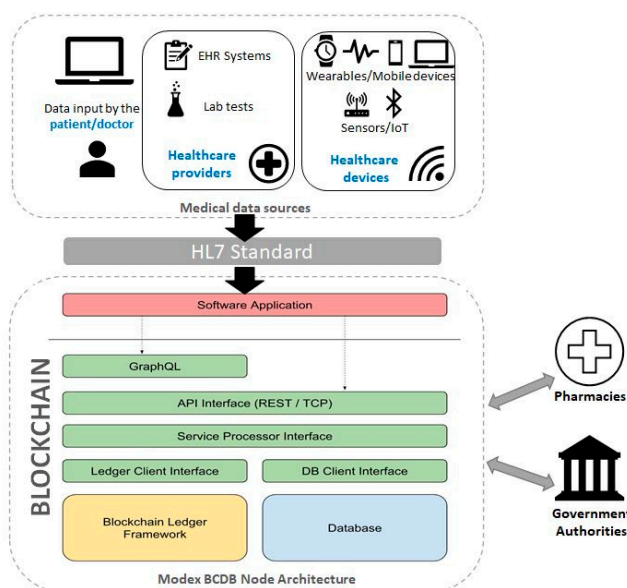 Data input by the
patient/doctor
EHR Systems
Lab tests
Healthcare
providers
Wearables/Mobile devices
Sensors/IoT
Healthcare
devices
Medical data sources
HL7 Standard
BLOCKCHAIN
Software Application
GraphQL
API Interface (REST / TCP)
Service Processor Interface
Ledger Client Interface
DB Client Interface
Blockchain Ledger
Framework
Database
Modex BCDB Node Architecture
Pharmacies
Government
Authorities